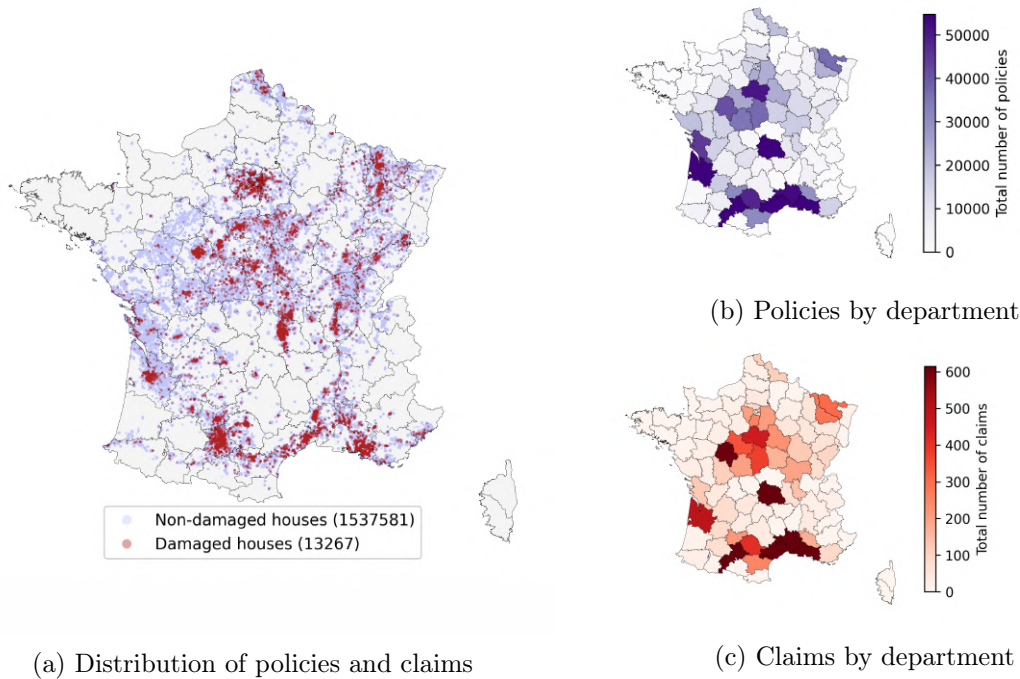 Non-damaged houses (1537581)
Damaged houses (13267)
(a) Distribution of policies and claims
50000
40000
30000
20000
10000
0
Total number of policies
(b) Policies by department
600
500
400
300
200
100
0
Total number of claims
(c) Claims by department